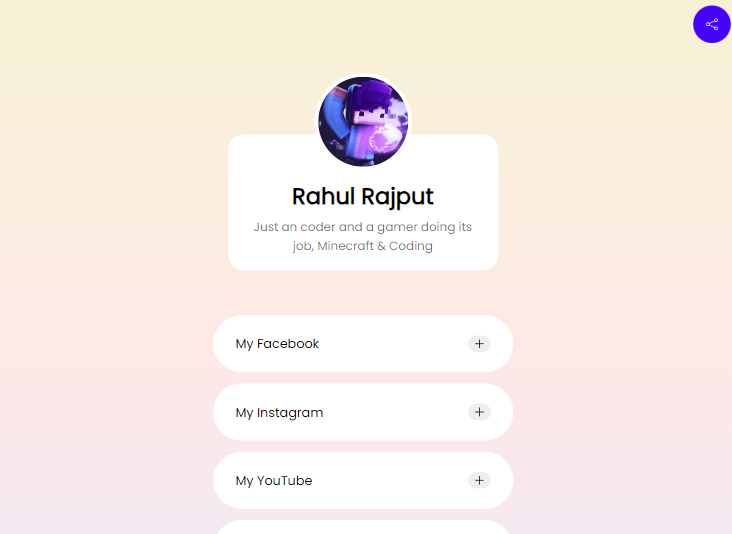 Rahul Rajput
Just an coder and a gamer doing its
job, Minecraft & Coding
My Facebook
My Instagram
My YouTube